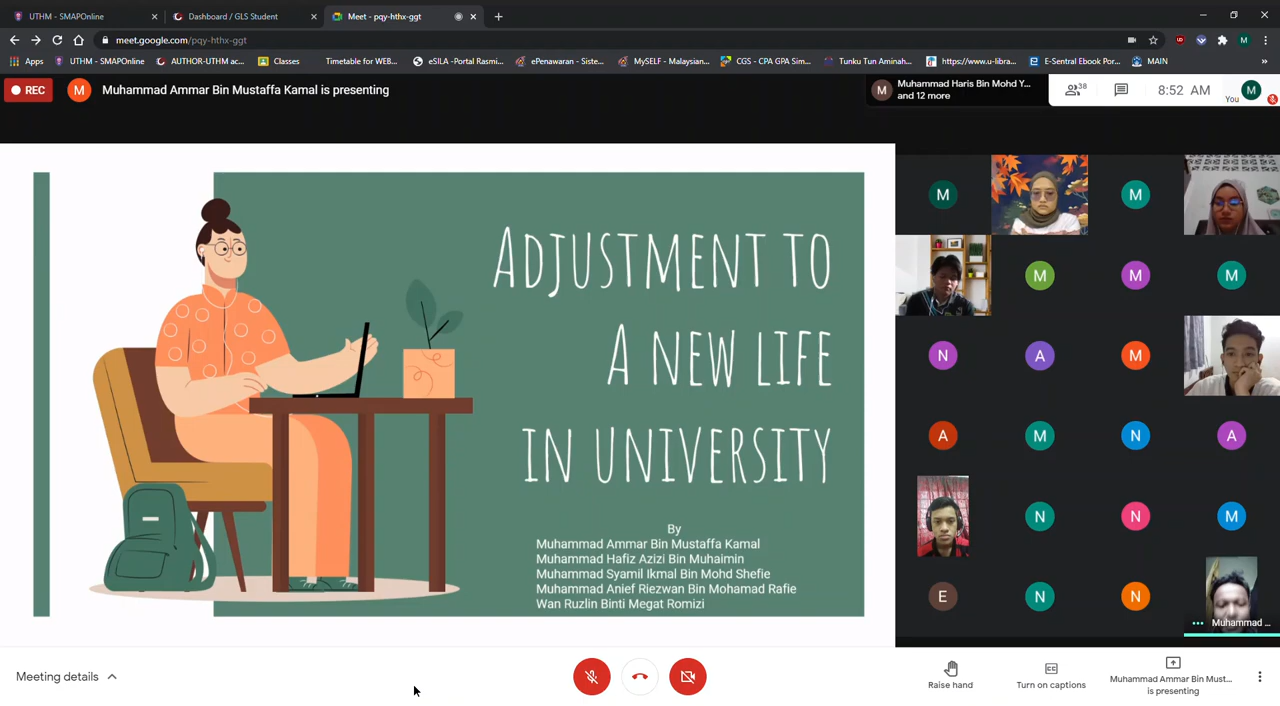 UTHM - SMAPOnline
Dashboard / GLS Student
Meet - pqy-hthx-ggt
meet.google.com/pqy-hthx-ggt
M
Apps
UTHM - SMAPOnline
AUTHOR-UTHM ac...
Classes
Timetable for WEB...
eSILA -Portal Rasmi...
ePenawaran - Siste...
MySELF - Malaysian...
CGS - CPA GPA Sim...
Tunku Tun Aminah...
https://www.u-libra...
E-Sentral Ebook Por...
MAIN
REC
M
Muhammad Ammar Bin Mustaffa Kamal is presenting
M
Muhammad Haris Bin Mohd Y...
and 12 more
38
8:52 AM
You
M
ADJUSTMENT TO
A NEW LIFE
IN UNIVERSITY
By
Muhammad Ammar Bin Mustaffa Kamal
Muhammad Hafiz Azizi Bin Muhaimin
Muhammad Syamil Ikmal Bin Mohd Shefie
Muhammad Anief Riezwan Bin Mohamad Rafie
Wan Ruzlin Binti Megat Romizi
M
M
M
M
M
N
A
M
A
M
N
A
N
N
M
E
N
N
Muhammad ...
Meeting details
Raise hand
CC
Turn on captions
Muhammad Ammar Bin Must...
is presenting